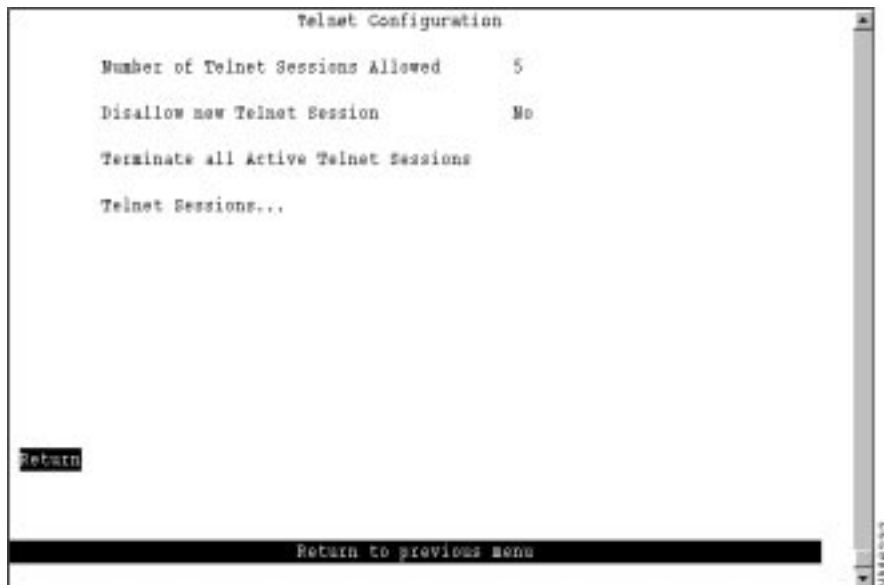 Telnet Configuration
Number of Telnet Sessions Allowed 5
Disallow new Telnet Session No
Terminate all Active Telnet Sessions
Telnet Sessions...
Return
Return to previous menu